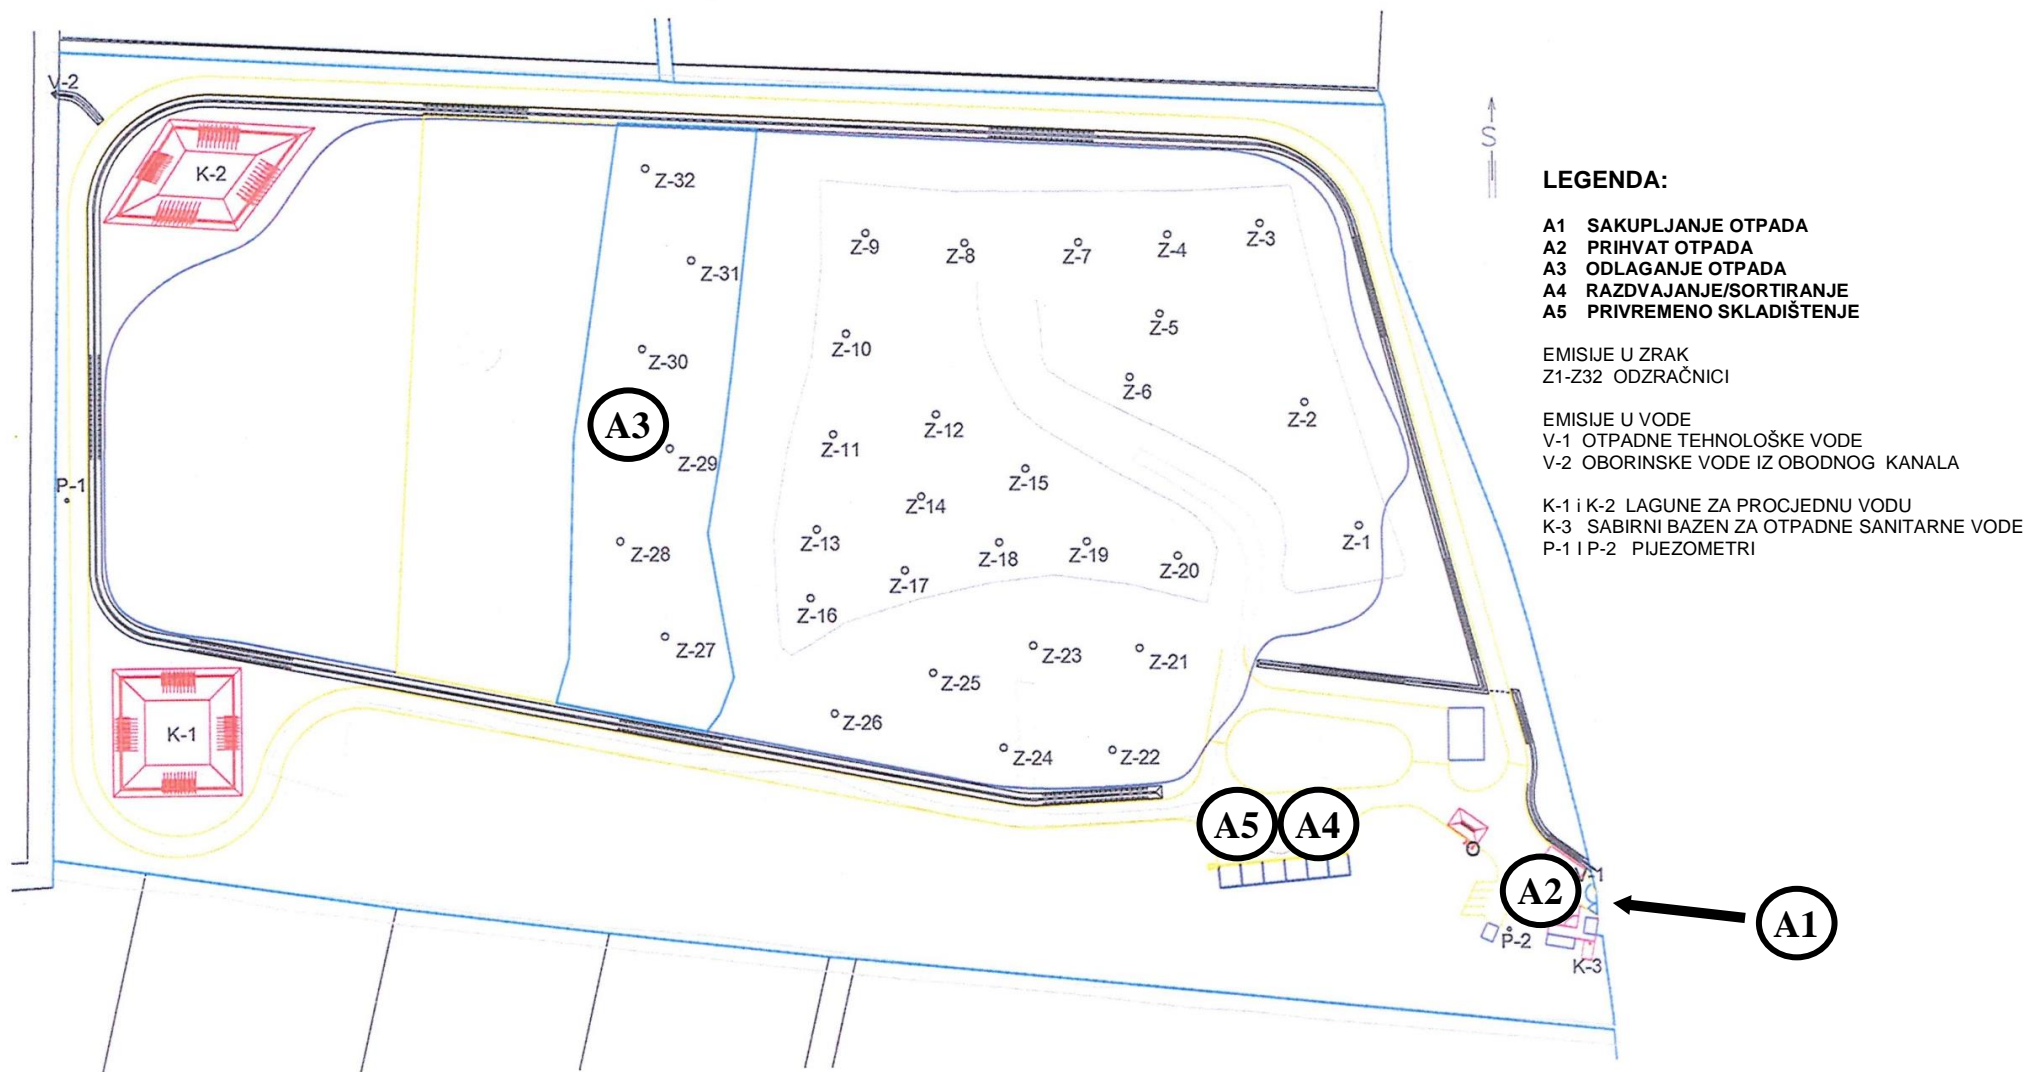 V-2
K-2
Z-32
Z-31
Z-30
A3
Z-29
Z-28
Z-27
Z-9
Z-8
Z-7
Z-4
Z-3
Z-5
Z-10
Z-6
Z-2
Z-12
Z-11
Z-15
Z-14
Z-13
Z-18
Z-19
Z-20
Z-1
Z-17
Z-16
Z-23
Z-21
Z-25
Z-26
Z-24
Z-22
P-1
K-1
A5
A4
A2
V-1
P-2
K-3
A1
S
LEGENDA:
A1 SAKUPLJANJE OTPADA
A2 PRIHVAT OTPADA
A3 ODLAGANJE OTPADA
A4 RAZDVAJANJE/SORTIRANJE
A5 PRIVREMENO SKLADIŠTENJE
EMISIJE U ZRAK
Z1-Z32 ODZRAČNICI
EMISIJE U VODE
V-1 OTPADNE TEHNOLOŠKE VODE
V-2 OBORINSKE VODE IZ OBODNOG KANALA
K-1 i K-2 LAGUNE ZA PROCJEDNU VODU
K-3 SABIRNI BAZEN ZA OTPADNE SANITARNE VODE
P-1 I P-2 PIJEZOMETRI